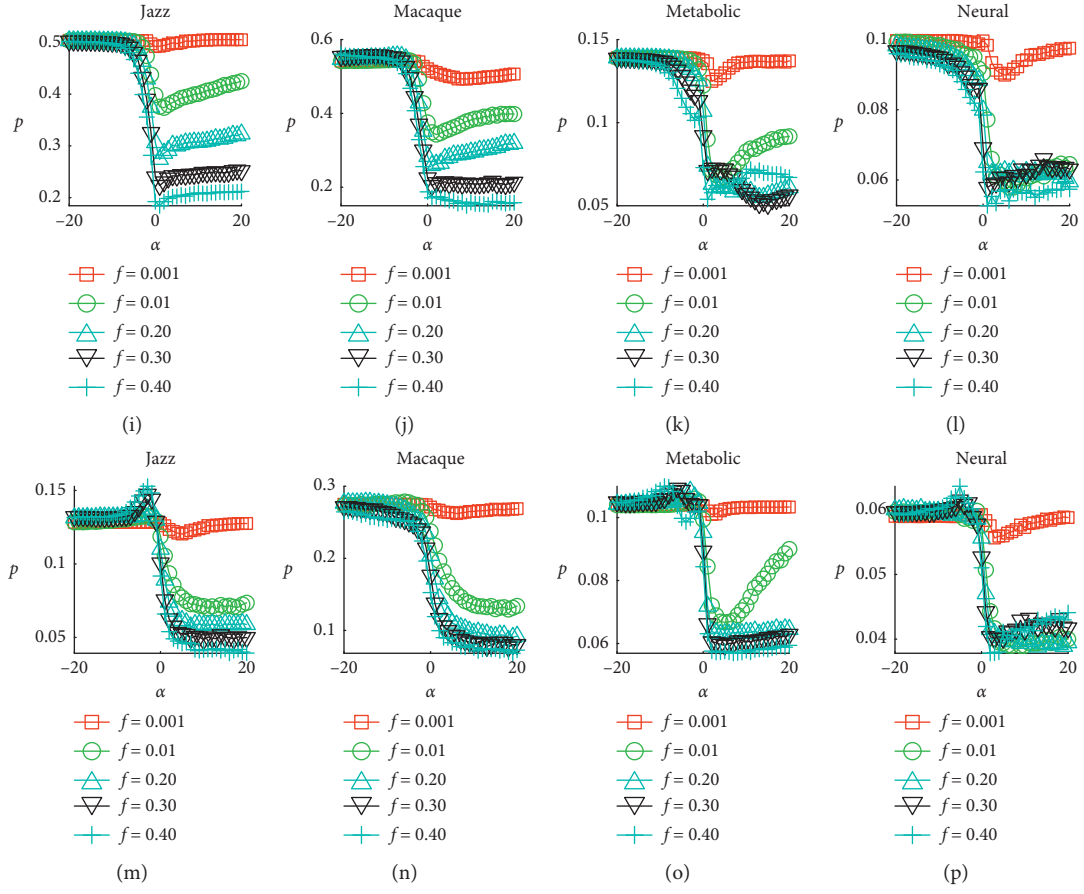 Jazz
0.5
0.4
p
0.3
0.2
−20 0 20
α
f = 0.001
f = 0.01
f = 0.20
f = 0.30
f = 0.40
(i)
Macaque
0.6
0.4
p
0.2
−20 0 20
α
f = 0.001
f = 0.01
f = 0.20
f = 0.30
f = 0.40
(j)
Metabolic
0.15
0.1
p
0.05
−20 0 20
α
f = 0.001
f = 0.01
f = 0.20
f = 0.30
f = 0.40
(k)
Neural
0.1
0.08
p
0.06
−20 0 20
α
f = 0.001
f = 0.01
f = 0.20
f = 0.30
f = 0.40
(l)
Jazz
0.15
0.1
p
0.05
−20 0 20
α
f = 0.001
f = 0.01
f = 0.20
f = 0.30
f = 0.40
(m)
Macaque
0.3
0.2
p
0.1
−20 0 20
α
f = 0.001
f = 0.01
f = 0.20
f = 0.30
f = 0.40
(n)
Metabolic
0.1
0.08
p
0.06
−20 0 20
α
f = 0.001
f = 0.01
f = 0.20
f = 0.30
f = 0.40
(o)
Neural
0.06
0.05
p
0.04
−20 0 20
α
f = 0.001
f = 0.01
f = 0.20
f = 0.30
f = 0.40
(p)